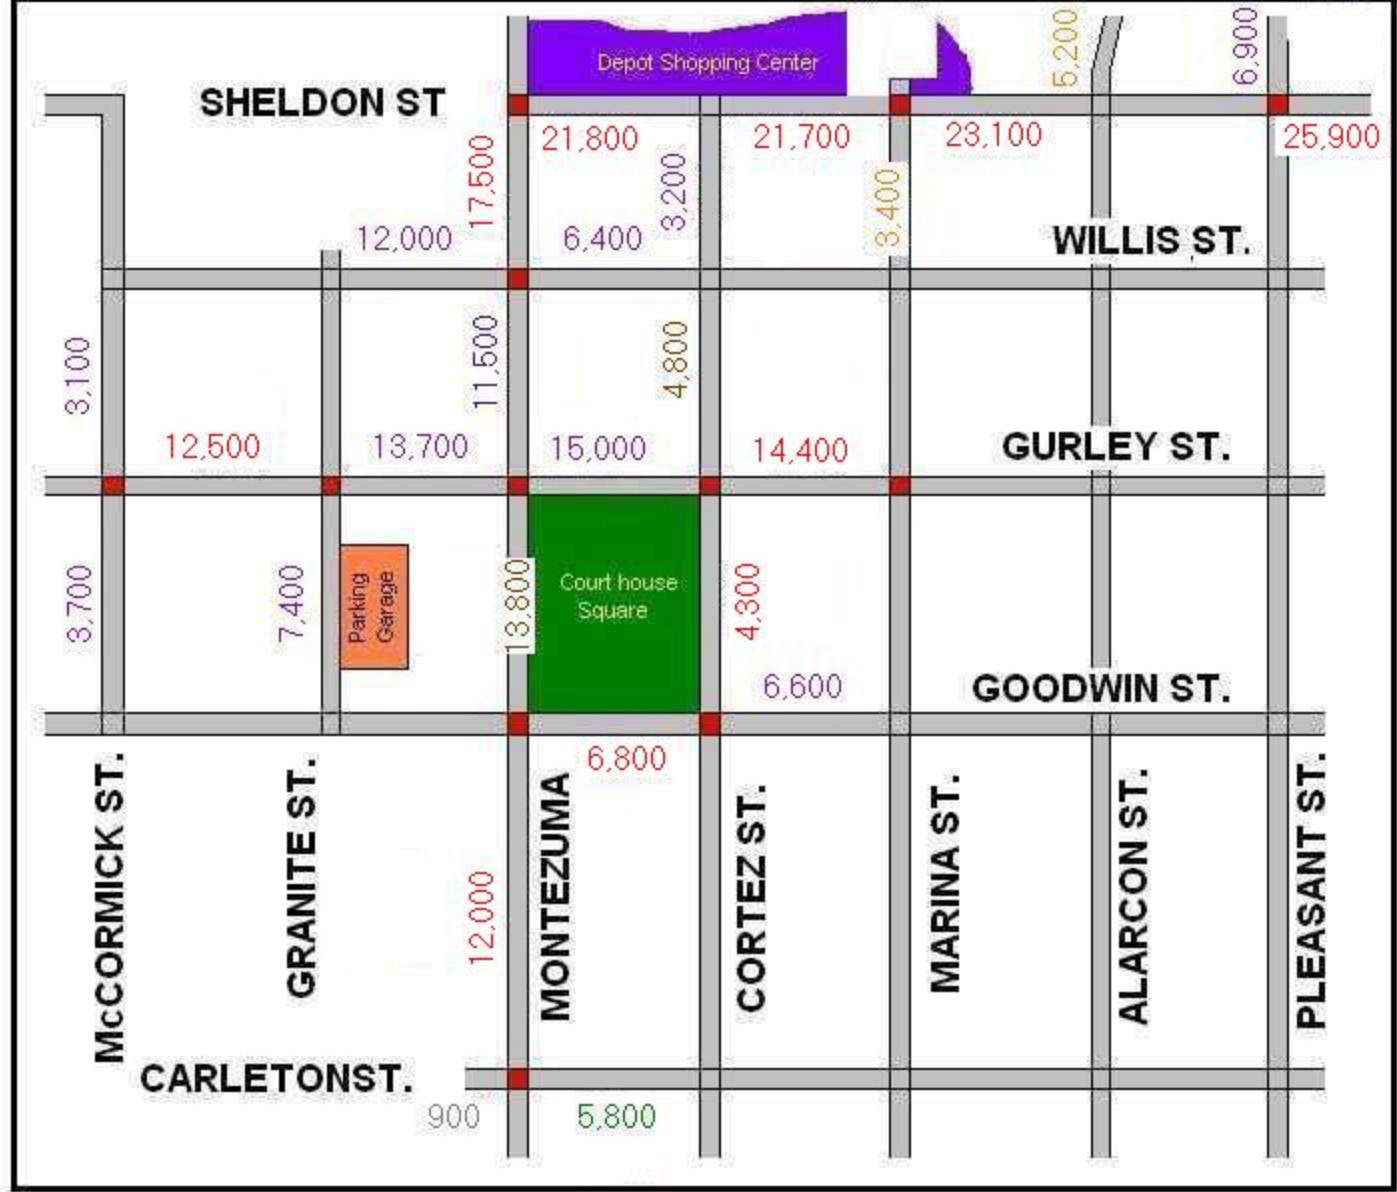 Depot Shopping Center
5,200
6,900
SHELDON ST
21,800
21,700
23,100
25,900
17,500
3,200
3,400
12,000
6,400
WILLIS ST.
3,100
11,500
4,800
12,500
13,700
15,000
14,400
GURLEY ST.
3,700
7,400
Parking
Garage
13,800
Court house
Square
4,300
6,600
GOODWIN ST.
6,800
McCORMICK ST.
GRANITE ST.
12,000
MONTEZUMA
CORTEZ ST.
MARINA ST.
ALARCON ST.
PLEASANT ST.
CARLETONST.
900
5,800